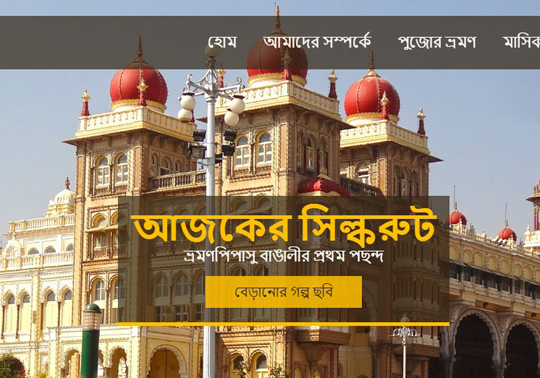 হোম আমাদের সম্পর্কে পুজোর ভ্রমণ মাসিক
আজকের সিল্করুট
ভ্রমণপিপাসু বাঙালীর প্রথম পছন্দ
বেড়ানোর গল্প ছবি